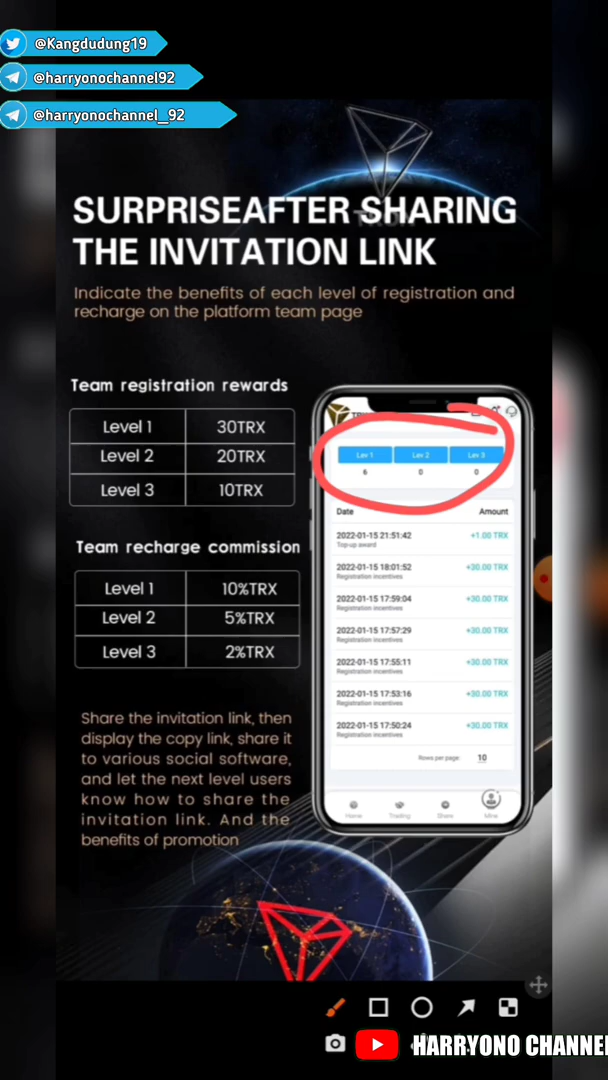 @Kangdudung19
@harryonochannel92
@harryonochannel_92
SURPRISEAFTER SHARING
THE INVITATION LINK
Indicate the benefits of each level of registration and
recharge on the platform team page
Team registration rewards
Level 1 30TRX
Level 2 20TRX
Level 3 10TRX
Team recharge commission
Level 1 10%TRX
Level 2 5%TRX
Level 3 2%TRX
Share the invitation link, then
display the copy link, share it
to various social software,
and let the next level users
know how to share the
invitation link. And the
benefits of promotion
Lev 1 Lev 2 Lev 3
6 0 0
Date Amount
2022-01-15 21:51:42 +1.00 TRX
Top-up award
2022-01-15 18:01:52 +30.00 TRX
Registration incentives
2022-01-15 17:59:04 +30.00 TRX
Registration incentives
2022-01-15 17:57:29 +30.00 TRX
Registration incentives
2022-01-15 17:55:11 +30.00 TRX
Registration incentives
2022-01-15 17:53:16 +30.00 TRX
Registration incentives
2022-01-15 17:50:24 +30.00 TRX
Registration incentives
Rows per page: 10
Home Trading Share Mine
HARRYONO CHANNEL